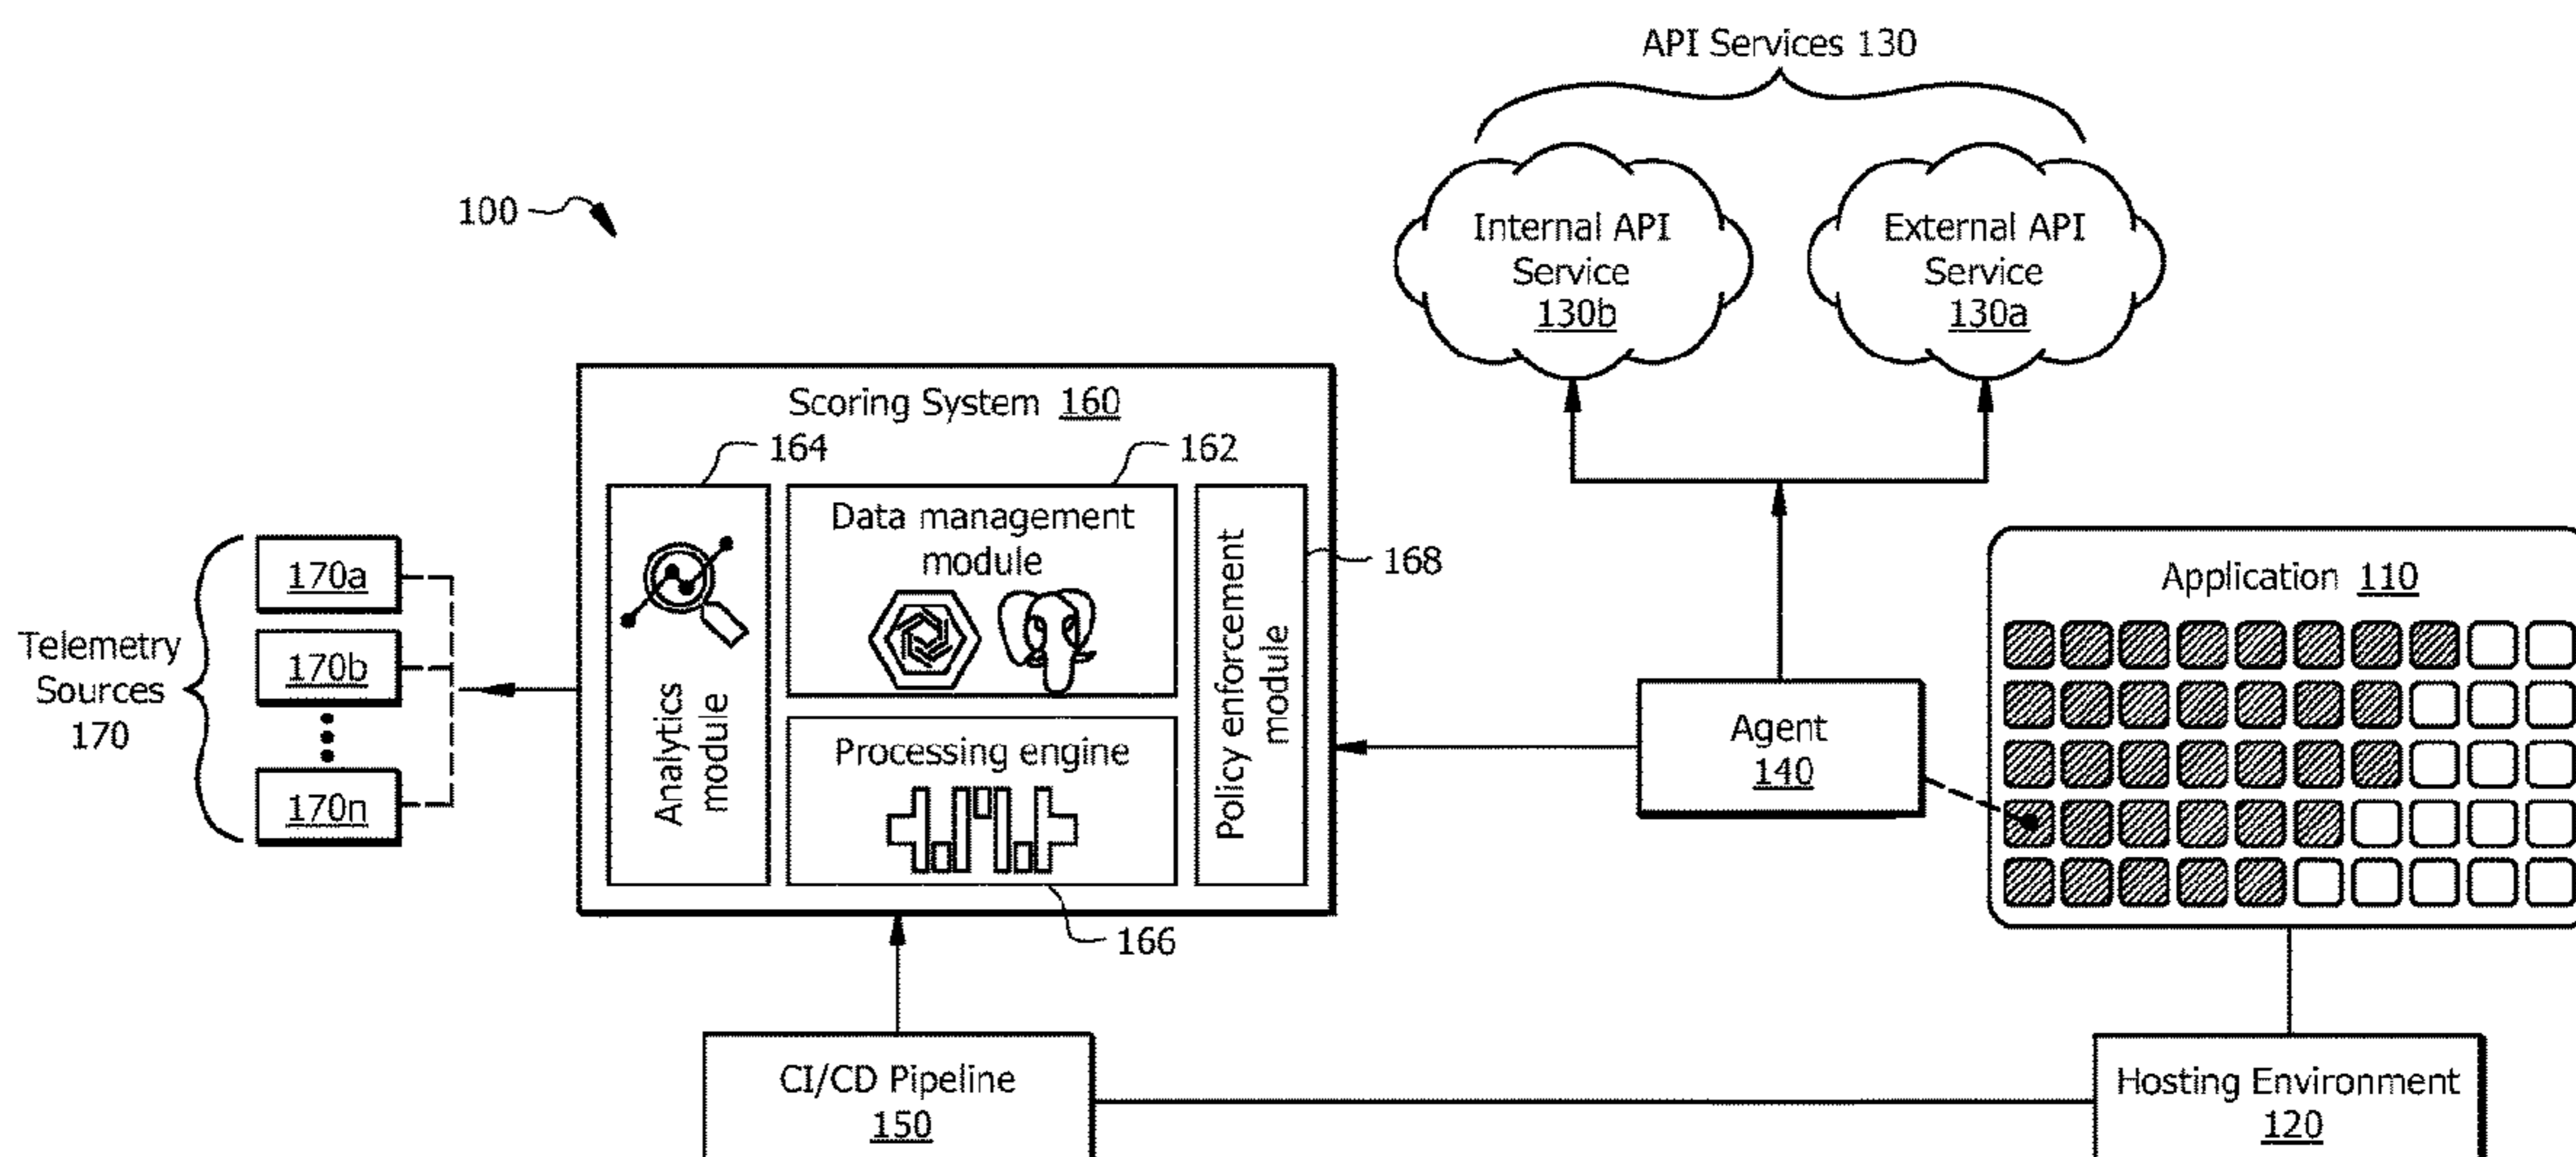 API Services 130
100
Internal API
Service
130b
External API
Service
130a
Scoring System 160
164
162
Data management
module
168
Policy enforcement
module
Analytics
module
Processing engine
166
Telemetry
Sources
170
170a
170b
170n
Agent
140
Application 110
CI/CD Pipeline
150
Hosting Environment
120